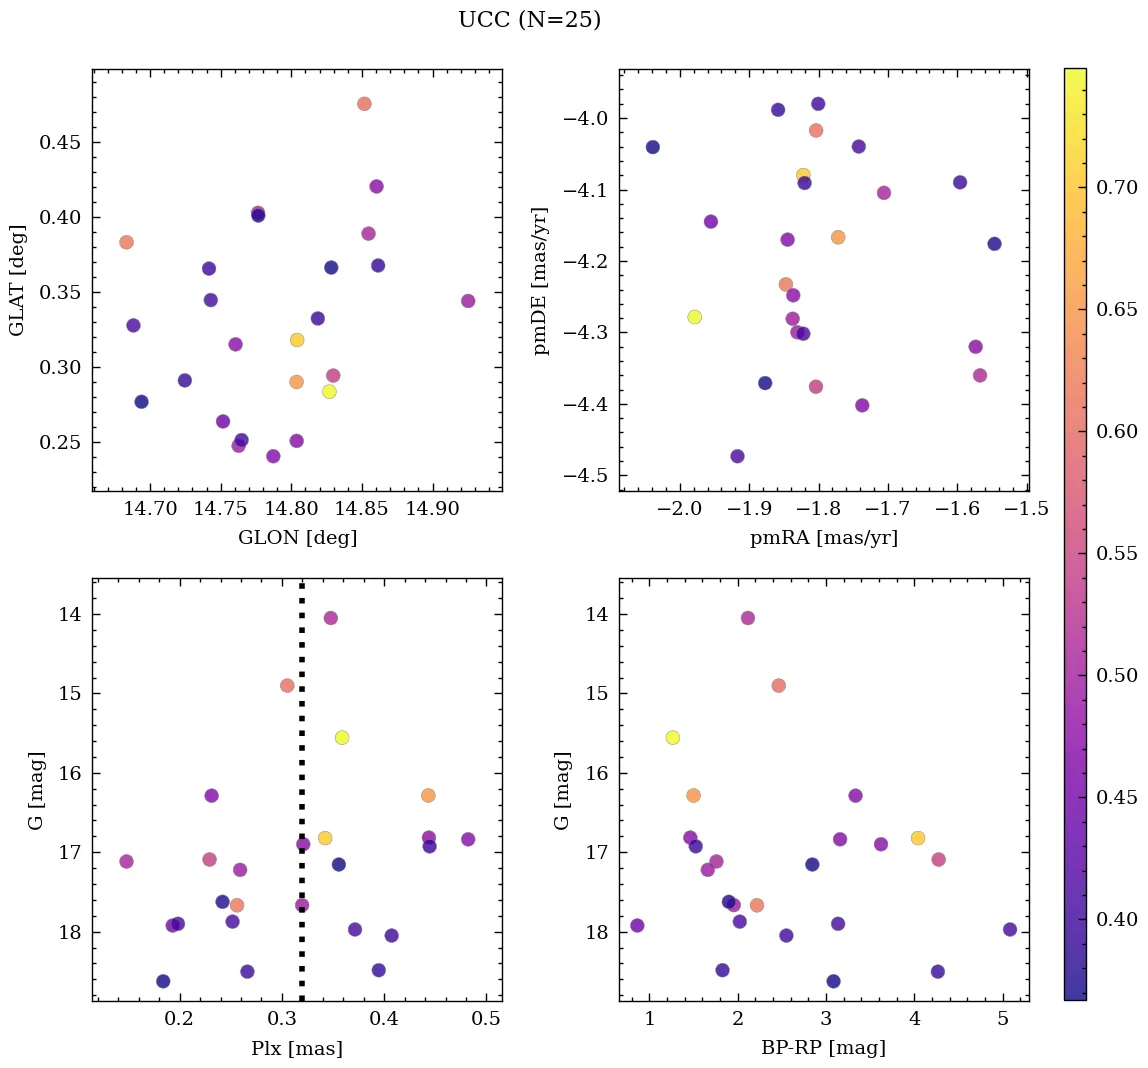 UCC (N=25)
0.45
0.40
0.35
0.30
0.25
GLAT [deg]
14.70 14.75 14.80 14.85 14.90
GLON [deg]
−4.0
−4.1
−4.2
−4.3
−4.4
−4.5
pmDE [mas/yr]
−2.0 −1.9 −1.8 −1.7 −1.6 −1.5
pmRA [mas/yr]
14
15
16
17
18
G [mag]
0.2 0.3 0.4 0.5
Plx [mas]
14
15
16
17
18
G [mag]
1 2 3 4 5
BP-RP [mag]
0.70
0.65
0.60
0.55
0.50
0.45
0.40